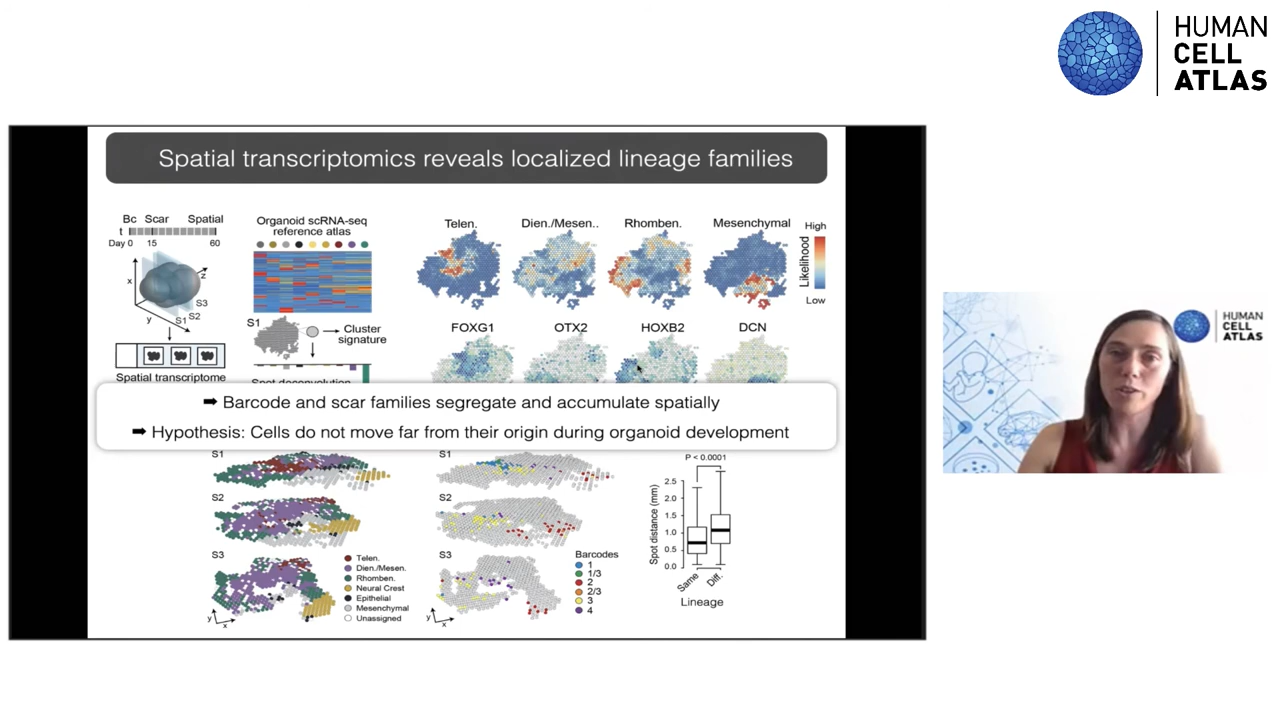 HUMAN
CELL
ATLAS
Spatial transcriptomics reveals localized lineage families
Bc Scar Spatial
t
Day 0 15 60
x
y
z
S1
S2
S3
Spatial transcriptome
Organoid scRNA-seq
reference atlas
S1
Cluster
signature
Spot deconvolution
Telen. Dien./Mesen.. Rhomben. Mesenchymal
High
Likelihood
Low
FOXG1 OTX2 HOXB2 DCN
➡ Barcode and scar families segregate and accumulate spatially
➡ Hypothesis: Cells do not move far from their origin during organoid development
S1
S2
S3
y
x
Telen.
Dien./Mesen.
Rhomben.
Neural Crest
Epithelial
Mesenchymal
Unassigned
S1
S2
S3
y
x
Barcodes
1
1/3
2
2/3
3
4
P < 0.0001
Spot distance (mm)
2.5
2.0
1.5
1.0
0.5
0.0
Same Diff.
Lineage
HUMAN
CELL
ATLAS